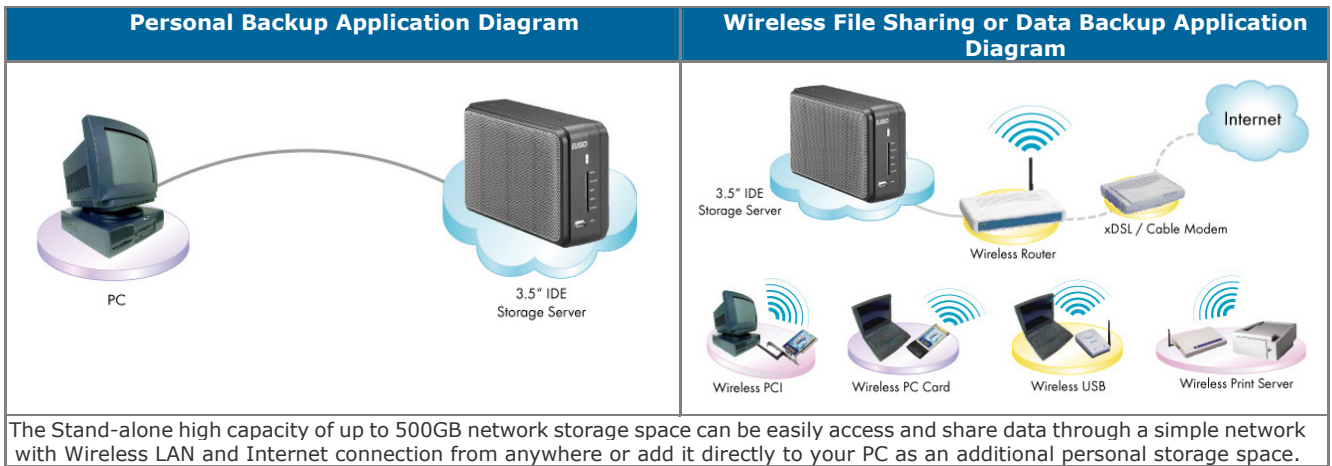 Personal Backup Application Diagram
Wireless File Sharing or Data Backup Application
Diagram
EUSSO
PC
3.5" IDE
Storage Server
EUSSO
Internet
3.5" IDE
Storage Server
xDSL / Cable Modem
Wireless Router
Wireless PCI
Wireless PC Card
Wireless USB
Wireless Print Server
The Stand-alone high capacity of up to 500GB network storage space can be easily access and share data through a simple network
with Wireless LAN and Internet connection from anywhere or add it directly to your PC as an additional personal storage space.